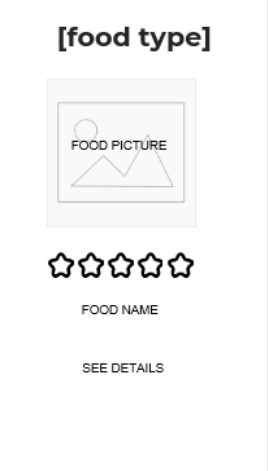 [food type]
FOOD PICTURE
FOOD NAME
SEE DETAILS